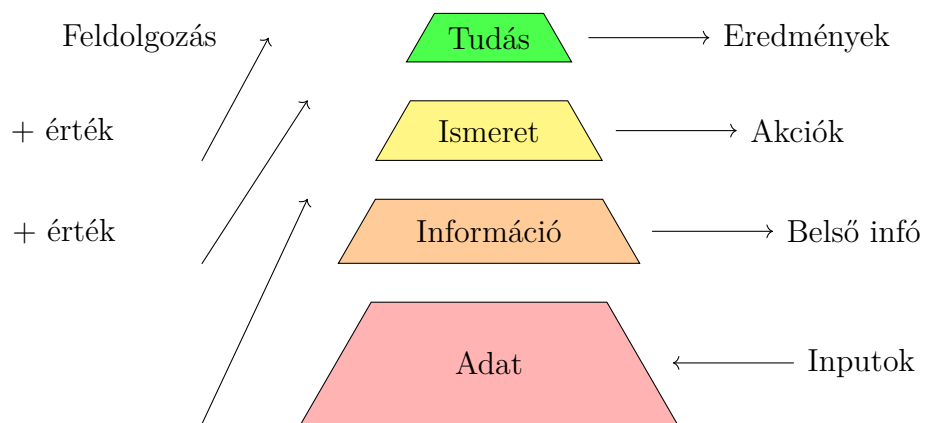 Feldolgozás
Tudás
Eredmények
+ érték
Ismeret
Akciók
+ érték
Információ
Belső infó
Adat
Inputok